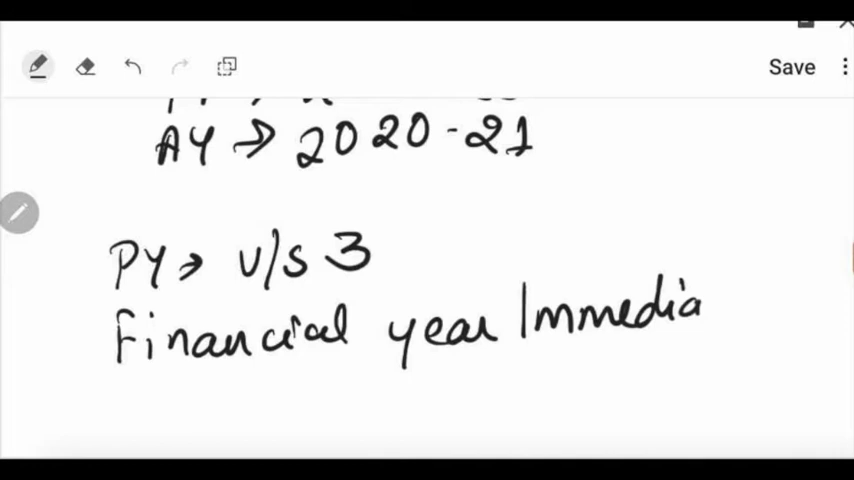 Save
AY → 2020-21
PY → u/s 3
Financial year Immedia